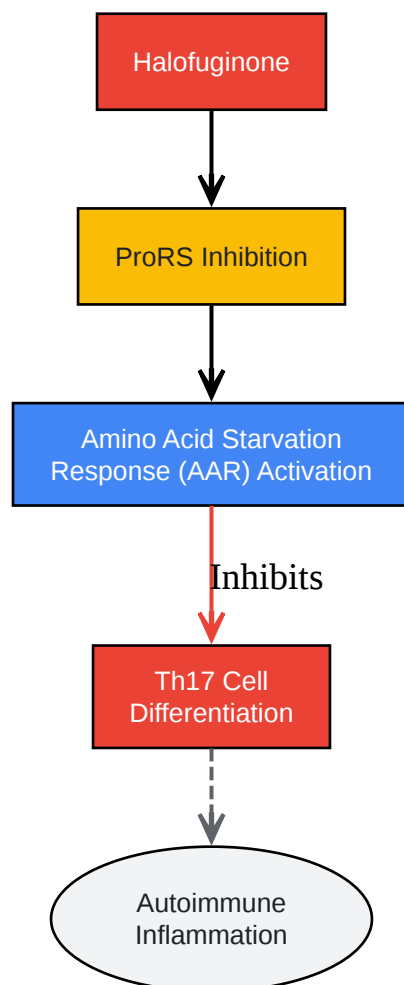 Halofuginone
ProRS Inhibition
Amino Acid Starvation
Response (AAR) Activation
Inhibits
Th17 Cell
Differentiation
Autoimmune
Inflammation